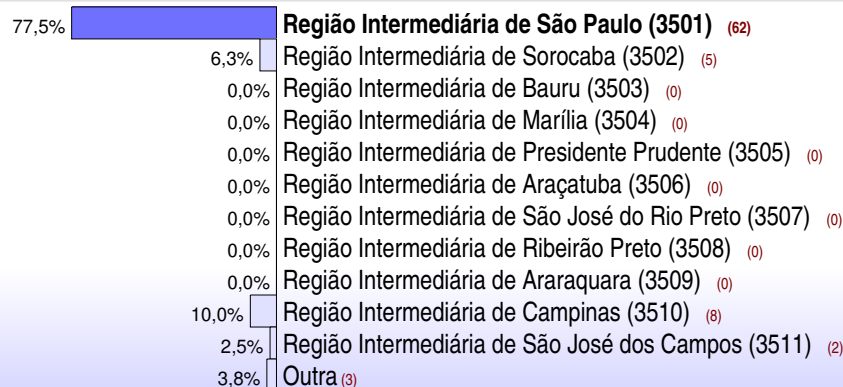 77,5% Região Intermediária de São Paulo (3501) (62)
6,3% Região Intermediária de Sorocaba (3502) (5)
0,0% Região Intermediária de Bauru (3503) (0)
0,0% Região Intermediária de Marília (3504) (0)
0,0% Região Intermediária de Presidente Prudente (3505) (0)
0,0% Região Intermediária de Araçatuba (3506) (0)
0,0% Região Intermediária de São José do Rio Preto (3507) (0)
0,0% Região Intermediária de Ribeirão Preto (3508) (0)
0,0% Região Intermediária de Araraquara (3509) (0)
10,0% Região Intermediária de Campinas (3510) (8)
2,5% Região Intermediária de São José dos Campos (3511) (2)
3,8% Outra (3)